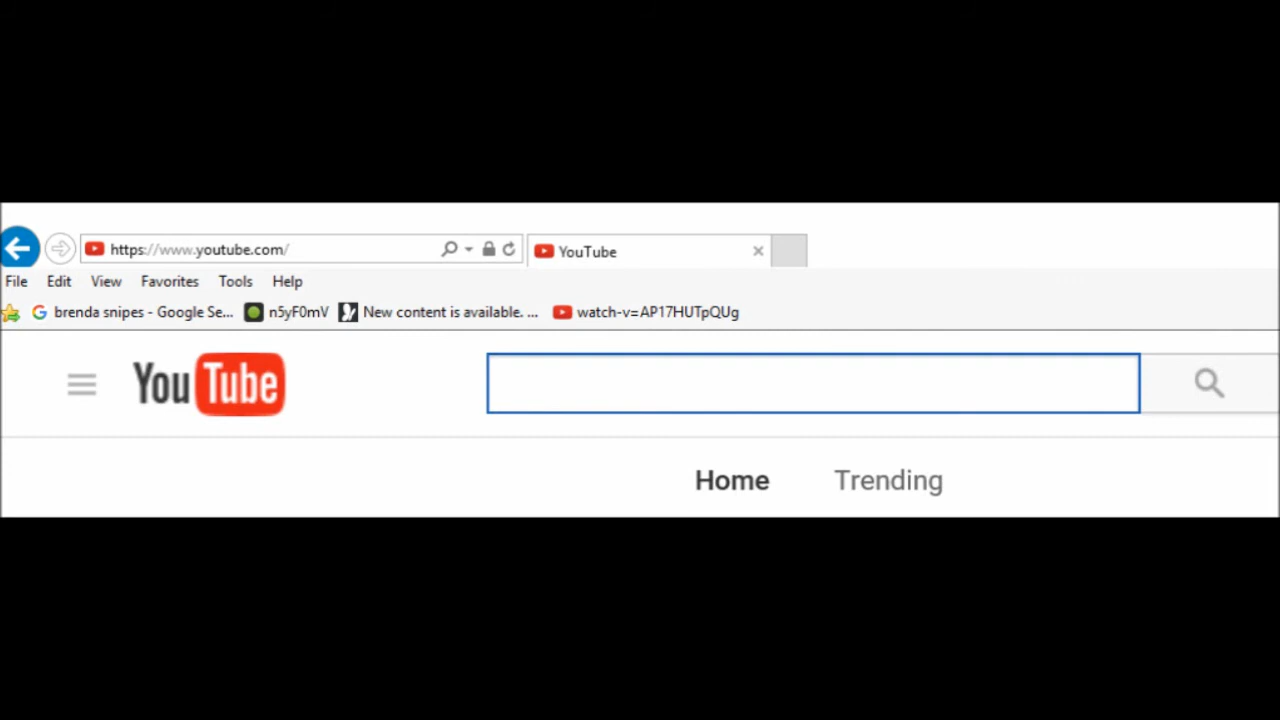 https://www.youtube.com/ YouTube
File Edit View Favorites Tools Help
brenda snipes - Google Se... n5yF0mV New content is available. ... watch-v=AP17HUTpQUg
YouTube
Home Trending